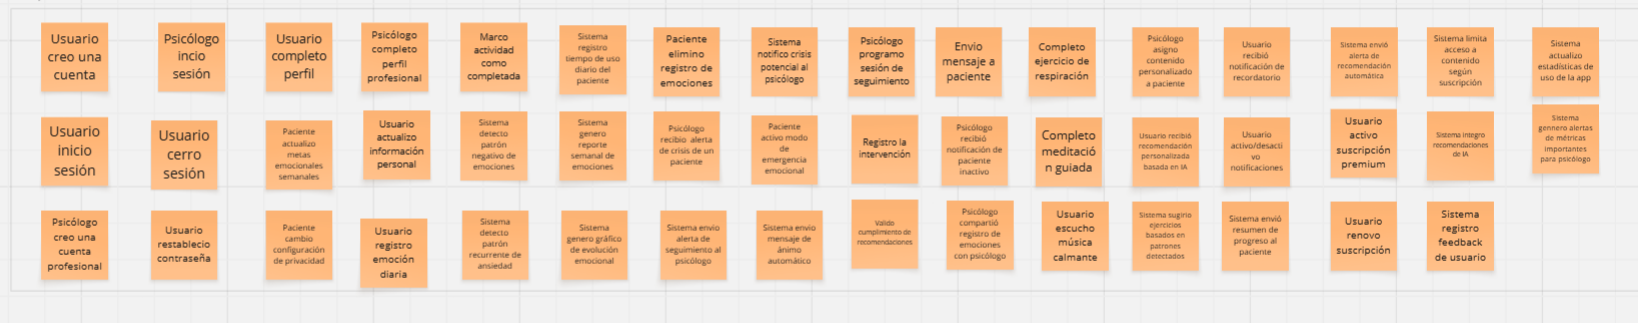 Usuario
creo una
cuenta
Psicólogo
incio
sesión
Usuario
completo
perfil
Psicólogo
completo
perfil
profesional
Marco
actividad
como
completada
Sistema
registro
tiempo de uso
diario del
paciente
Paciente
elimino
registro de
emociones
Sistema
notifico crisis
potencial al
psicólogo
Psicólogo
programo
sesión de
seguimiento
Envio
mensaje a
paciente
Completo
ejercicio de
respiración
Psicólogo
asigno
contenido
personalizado
a paciente
Usuario
recibió
notificación de
recordatorio
Sistema envió
alerta de
recomendación
automática
Sistema limita
acceso a
contenido
según
suscripción
Sistema
actualizo
estadísticas de
uso de la app
Usuario
inicio
sesión
Usuario
cerro
sesión
Paciente
actualizo
metas
emocionales
semanales
Usuario
actualizo
información
personal
Sistema
detecto
patrón
negativo de
emociones
Sistema
genero
reporte
semanal de
emociones
Psicólogo
recibio alerta
de crisis de un
paciente
Paciente
activo modo
de
emergencia
emocional
Registro la
intervención
Psicólogo
recibió
notificación de
paciente
inactivo
Completo
meditació
n guiada
Usuario recibió
recomendación
personalizada
basada en IA
Usuario
activo/desacti
vo
notificaciones
Usuario
activo
suscripción
premium
Sistema integro
recomendaciones
de IA
Sistema
gennero alertas
de métricas
importantes
para psicólogo
Psicólogo
creo una
cuenta
profesional
Usuario
restablecio
contraseña
Paciente
cambio
configuración
de privacidad
Usuario
registro
emoción
diaria
Sistema
detecto
patrón
recurrente de
ansiedad
Sistema
genero gráfico
de evolución
emocional
Sistema envio
alerta de
seguimiento al
psicólogo
Sistema envio
mensaje de
ánimo
automático
Valido
cumplimiento de
recomendaciones
Psicólogo
compartió
registro de
emociones
con psicólogo
Usuario
escucho
música
calmante
Sistema sugirio
ejercicios
basados en
patrones
detectados
Sistema envió
resumen de
progreso al
paciente
Usuario
renovo
suscripción
Sistema
registro
feedback
de usuario